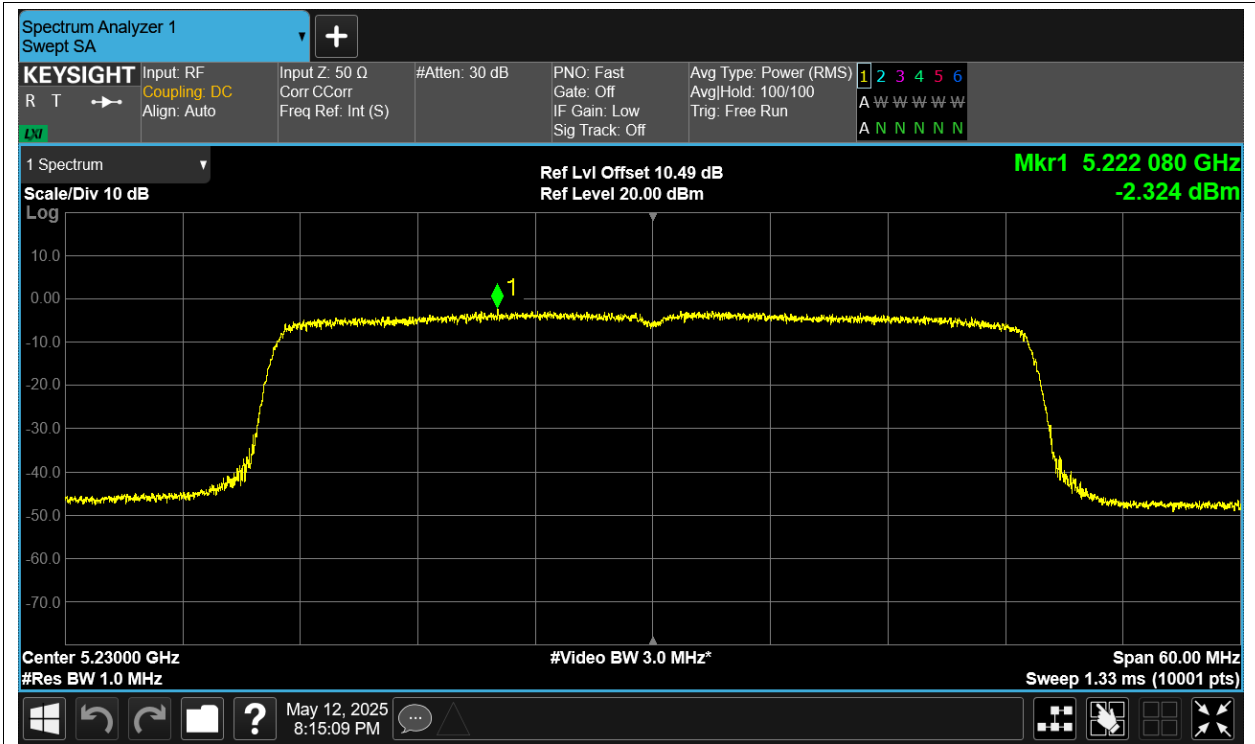 Spectrum Analyzer 1
Swept SA
KEYSIGHT
R T
LXI
Input: RF
Coupling: DC
Align: Auto
Input Z: 50 Ω
Corr CCorr
Freq Ref: Int (S)
#Atten: 30 dB
PNO: Fast
Gate: Off
IF Gain: Low
Sig Track: Off
Avg Type: Power (RMS)
Avg|Hold: 100/100
Trig: Free Run
1 2 3 4 5 6
A W W W W W
A N N N N N
1 Spectrum
Scale/Div 10 dB
Log
Ref Lvl Offset 10.49 dB
Ref Level 20.00 dBm
Mkr1 5.222 080 GHz
-2.324 dBm
10.0
0.00
-10.0
-20.0
-30.0
-40.0
-50.0
-60.0
-70.0
1
Center 5.23000 GHz
#Res BW 1.0 MHz
#Video BW 3.0 MHz*
Span 60.00 MHz
Sweep 1.33 ms (10001 pts)
?
May 12, 2025
8:15:09 PM